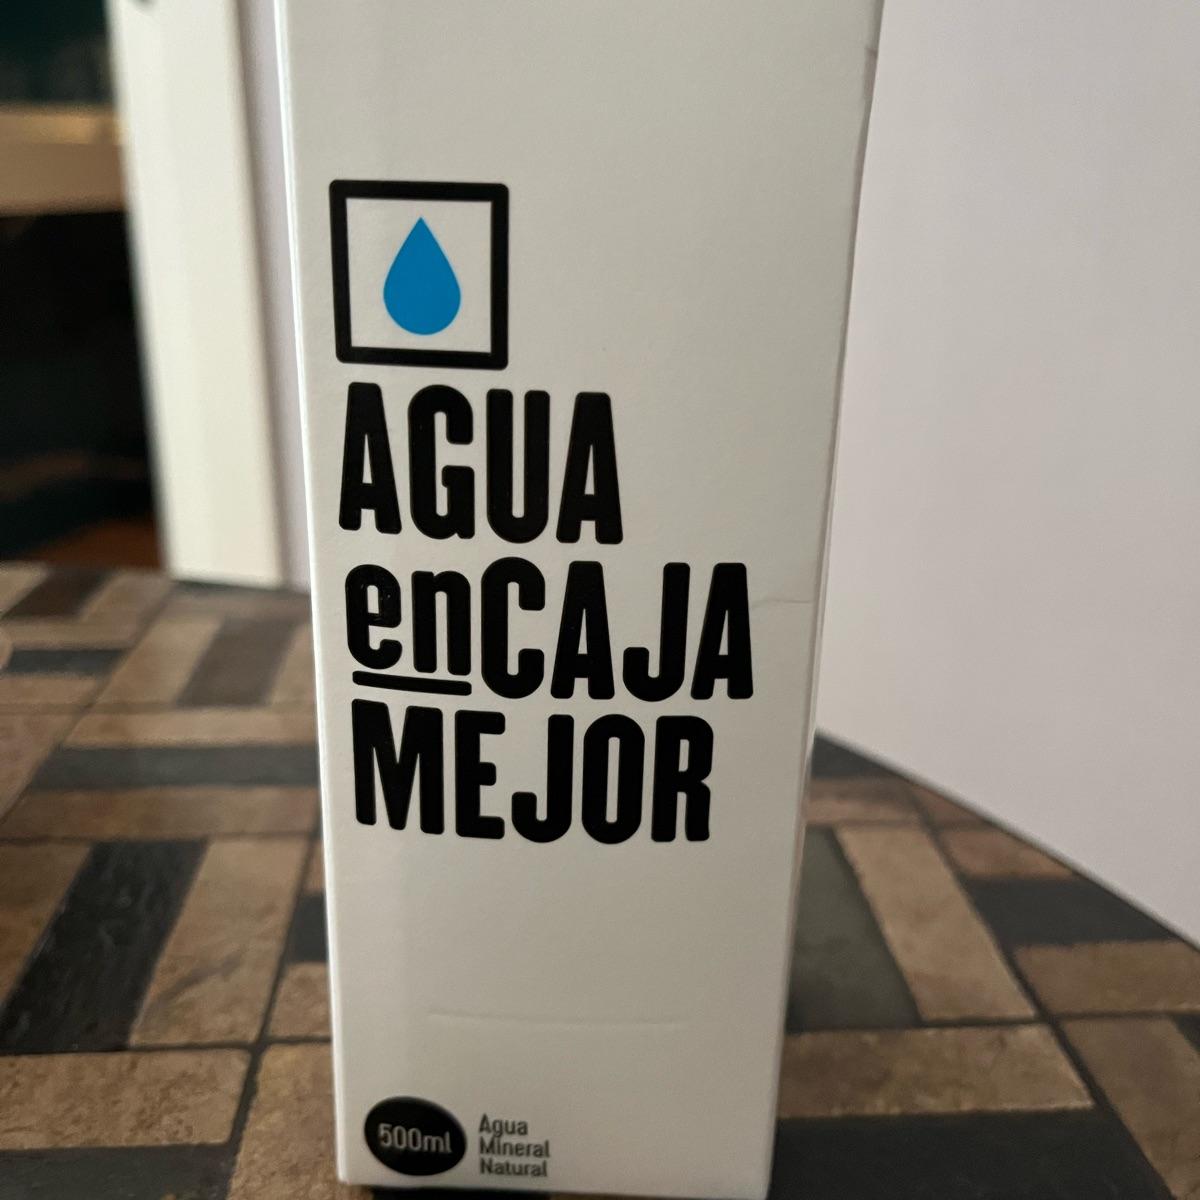 AGUA
enCAJA
MEJOR
500ml
Agua
Mineral
Natural